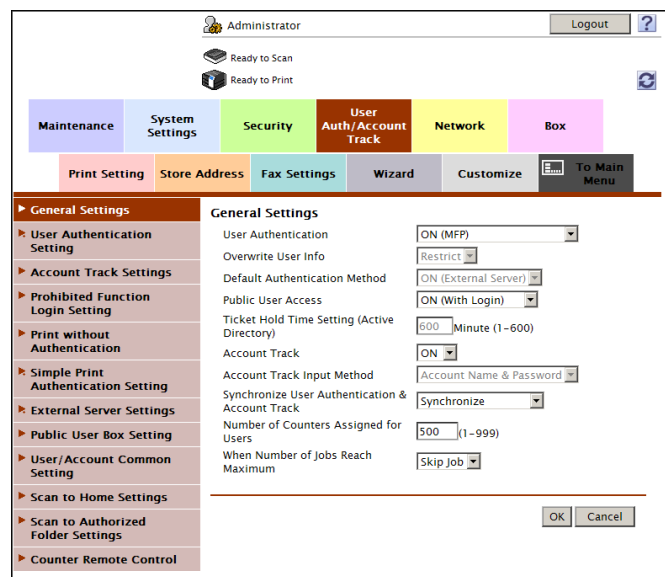 Administrator
Logout
?
Ready to Scan
Ready to Print
Maintenance
System
Settings
Security
User
Auth/Account
Track
Network
Box
Print Setting
Store Address
Fax Settings
Wizard
Customize
To Main
Menu
General Settings
User Authentication
Setting
Account Track Settings
Prohibited Function
Login Setting
Print without
Authentication
Simple Print
Authentication Setting
External Server Settings
Public User Box Setting
User/Account Common
Setting
Scan to Home Settings
Scan to Authorized
Folder Settings
Counter Remote Control
General Settings
User Authentication
ON (MFP)
Overwrite User Info
Restrict
Default Authentication Method
ON (External Server)
Public User Access
ON (With Login)
Ticket Hold Time Setting (Active
Directory)
600 Minute (1-600)
Account Track
ON
Account Track Input Method
Account Name & Password
Synchronize User Authentication &
Account Track
Synchronize
Number of Counters Assigned for
Users
500 (1-999)
When Number of Jobs Reach
Maximum
Skip Job
OK
Cancel